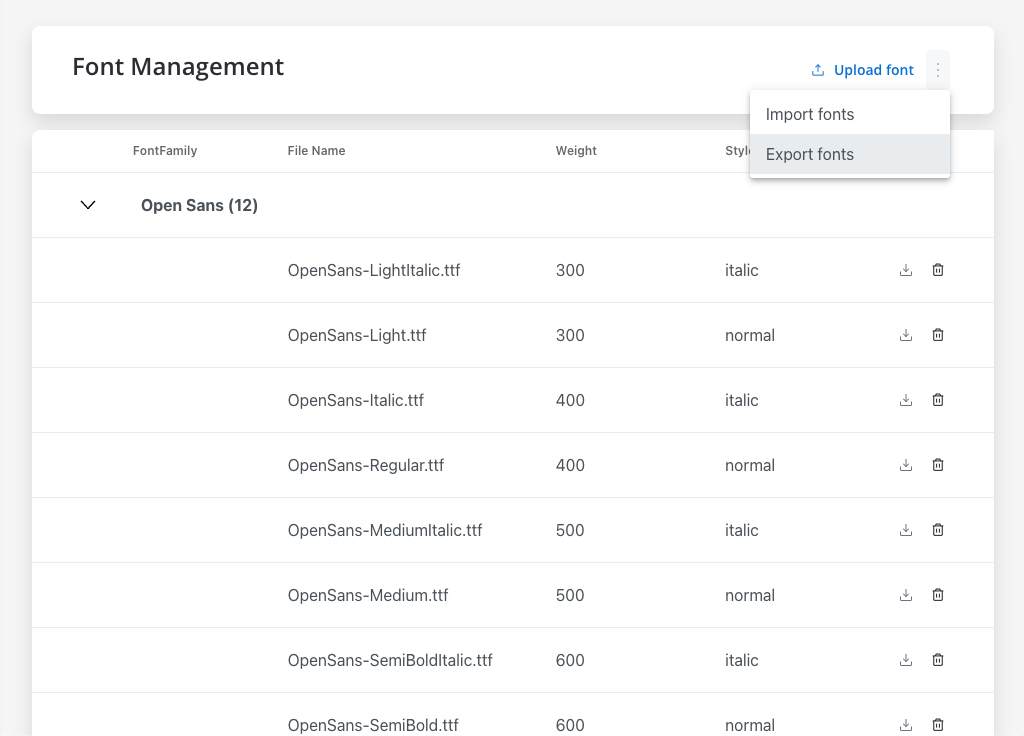 Font Management
Upload font
Import fonts
Export fonts
FontFamily File Name Weight
Open Sans (12)
OpenSans-LightItalic.ttf 300 italic
OpenSans-Light.ttf 300 normal
OpenSans-Italic.ttf 400 italic
OpenSans-Regular.ttf 400 normal
OpenSans-MediumItalic.ttf 500 italic
OpenSans-Medium.ttf 500 normal
OpenSans-SemiBoldItalic.ttf 600 italic
OpenSans-SemiBold.ttf 600 normal